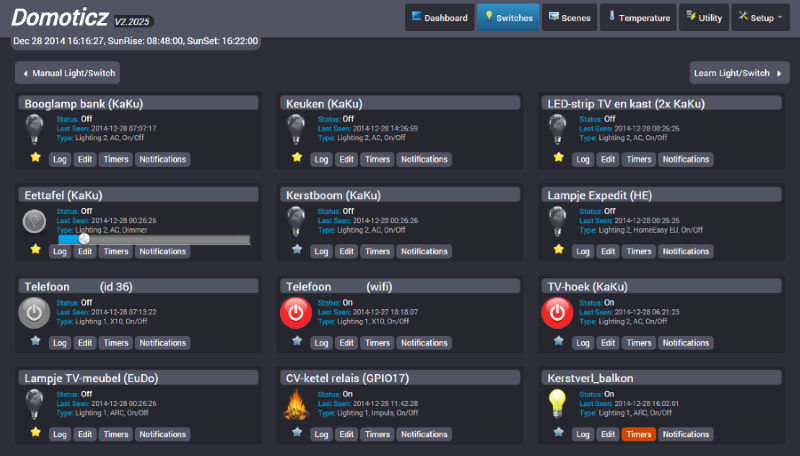 Domoticz V2.2025
Dashboard Switches Scenes Temperature Utility Setup
Dec 28 2014 16:16:27, SunRise: 08:48:00, SunSet: 16:22:00
Manual Light/Switch Learn Light/Switch
Booglamp bank (KaKu)
Status: Off
Last Seen: 2014-12-28 07:07:17
Type: Lighting 2, AC, On/Off
Log Edit Timers Notifications
Keuken (KaKu)
Status: Off
Last Seen: 2014-12-28 14:26:59
Type: Lighting 2, AC, On/Off
Log Edit Timers Notifications
LED-strip TV en kast (2x KaKu)
Status: Off
Last Seen: 2014-12-28 00:26:26
Type: Lighting 2, AC, On/Off
Log Edit Timers Notifications
Eettafel (KaKu)
Status: Off
Last Seen: 2014-12-28 00:26:26
Type: Lighting 2, AC, Dimmer
Log Edit Timers Notifications
Kerstboom (KaKu)
Status: Off
Last Seen: 2014-12-28 00:26:26
Type: Lighting 2, AC, On/Off
Log Edit Timers Notifications
Lampje Expedit (HE)
Status: Off
Last Seen: 2014-12-28 00:26:26
Type: Lighting 2, HomeEasy EU, On/Off
Log Edit Timers Notifications
Telefoon (id 36)
Status: Off
Last Seen: 2014-12-28 07:13:22
Type: Lighting 1, X10, On/Off
Log Edit Timers Notifications
Telefoon (wifi)
Status: On
Last Seen: 2014-12-27 18:18:07
Type: Lighting 1, X10, On/Off
Log Edit Timers Notifications
TV-hoek (KaKu)
Status: On
Last Seen: 2014-12-28 06:21:23
Type: Lighting 2, AC, On/Off
Log Edit Timers Notifications
Lampje TV-meubel (EuDo)
Status: Off
Last Seen: 2014-12-28 00:26:26
Type: Lighting 1, ARC, On/Off
Log Edit Timers Notifications
CV-ketel relais (GPIO17)
Status: On
Last Seen: 2014-12-28 11:42:28
Type: Lighting 1, Impuls, On/Off
Log Edit Timers Notifications
Kerstverl_balkon
Status: On
Last Seen: 2014-12-28 16:02:01
Type: Lighting 1, ARC, On/Off
Log Edit Timers Notifications